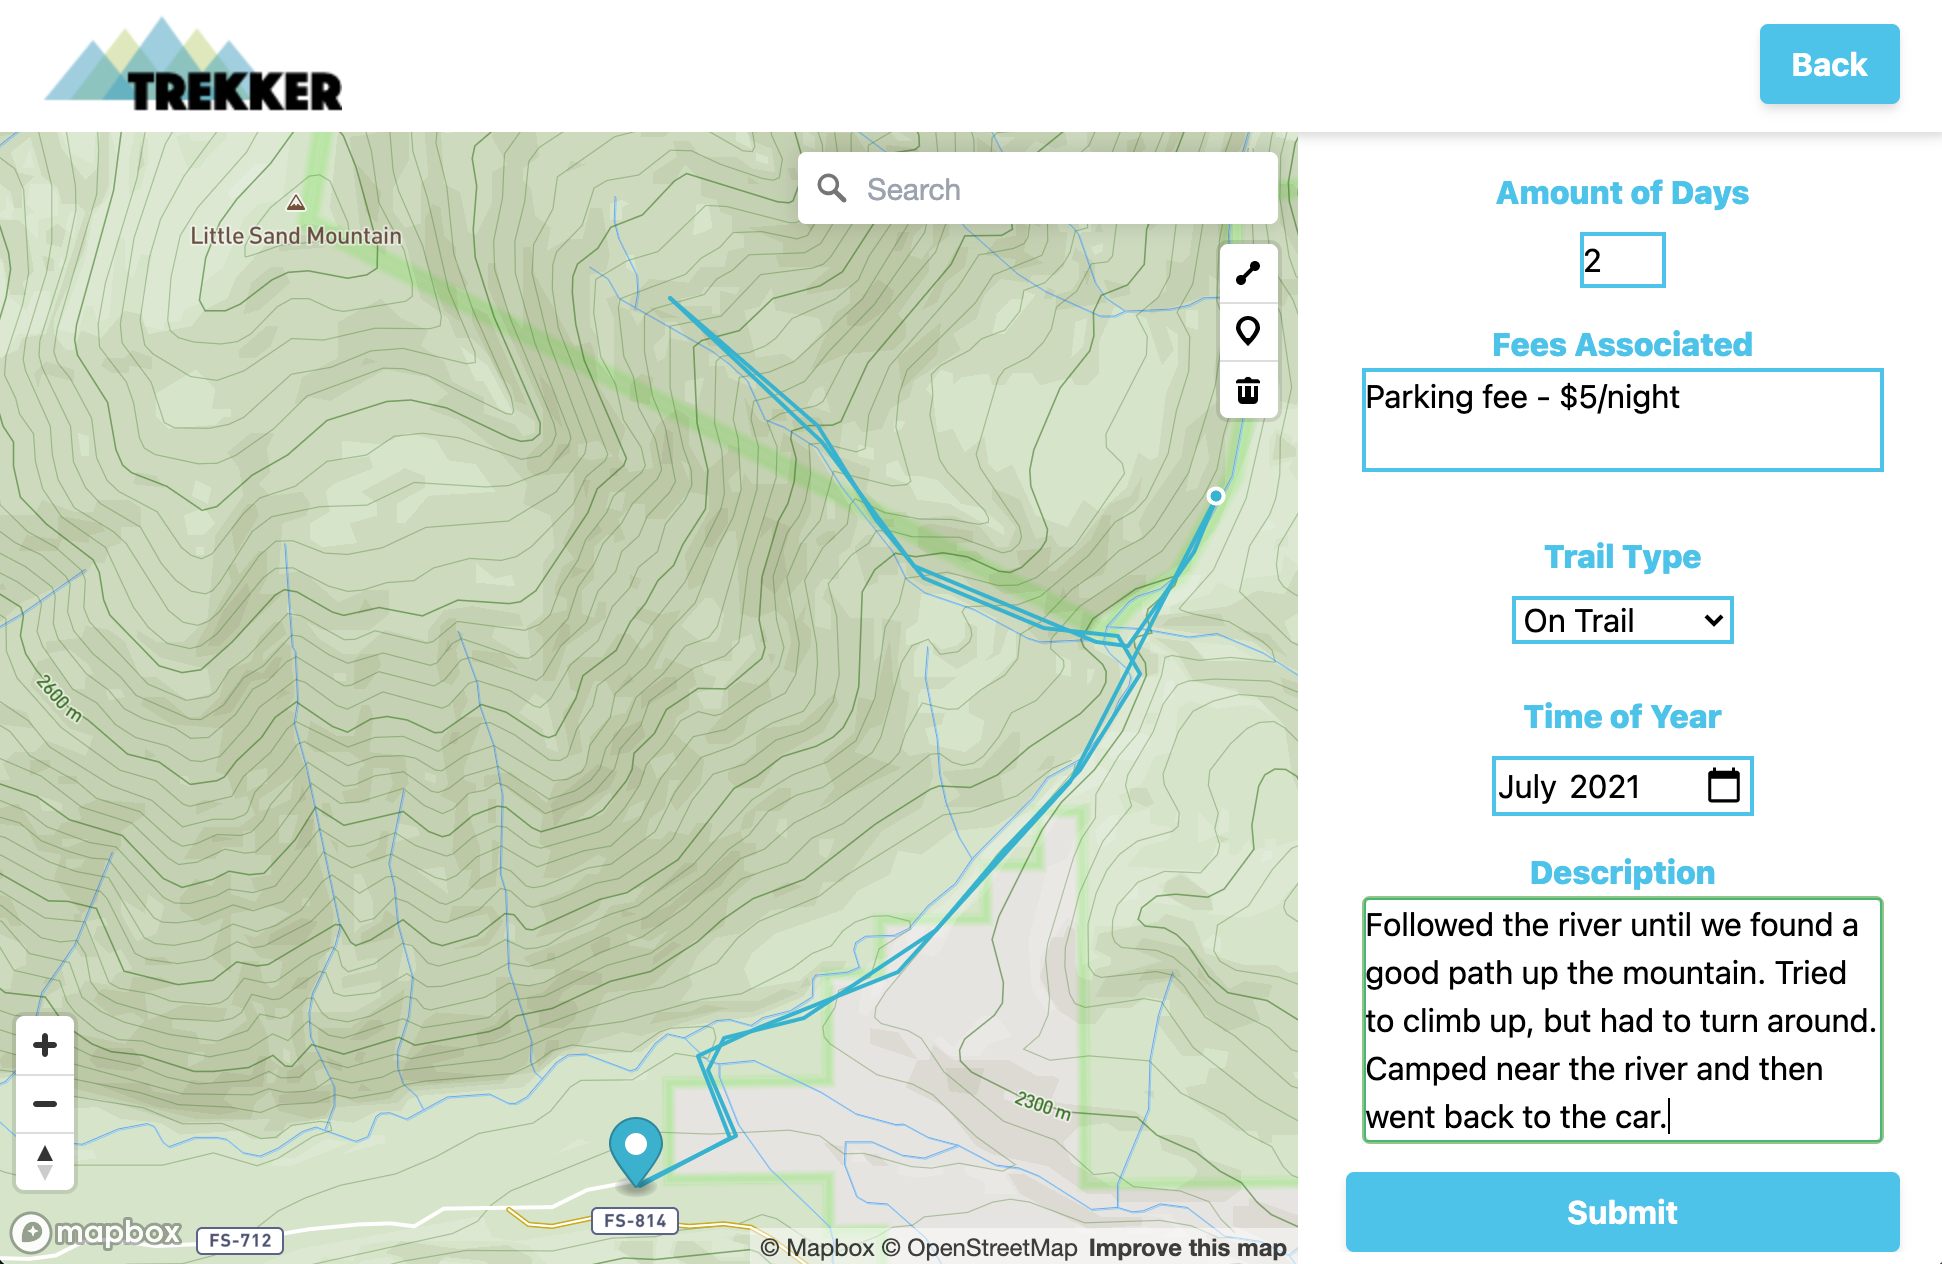 TREKKER
Back
Little Sand Mountain
Search
2600 m
2300 m
FS-814
FS-712
mapbox
© Mapbox © OpenStreetMap Improve this map
Amount of Days
2
Fees Associated
Parking fee - $5/night
Trail Type
On Trail
Time of Year
July 2021
Description
Followed the river until we found a
good path up the mountain. Tried
to climb up, but had to turn around.
Camped near the river and then
went back to the car.
Submit